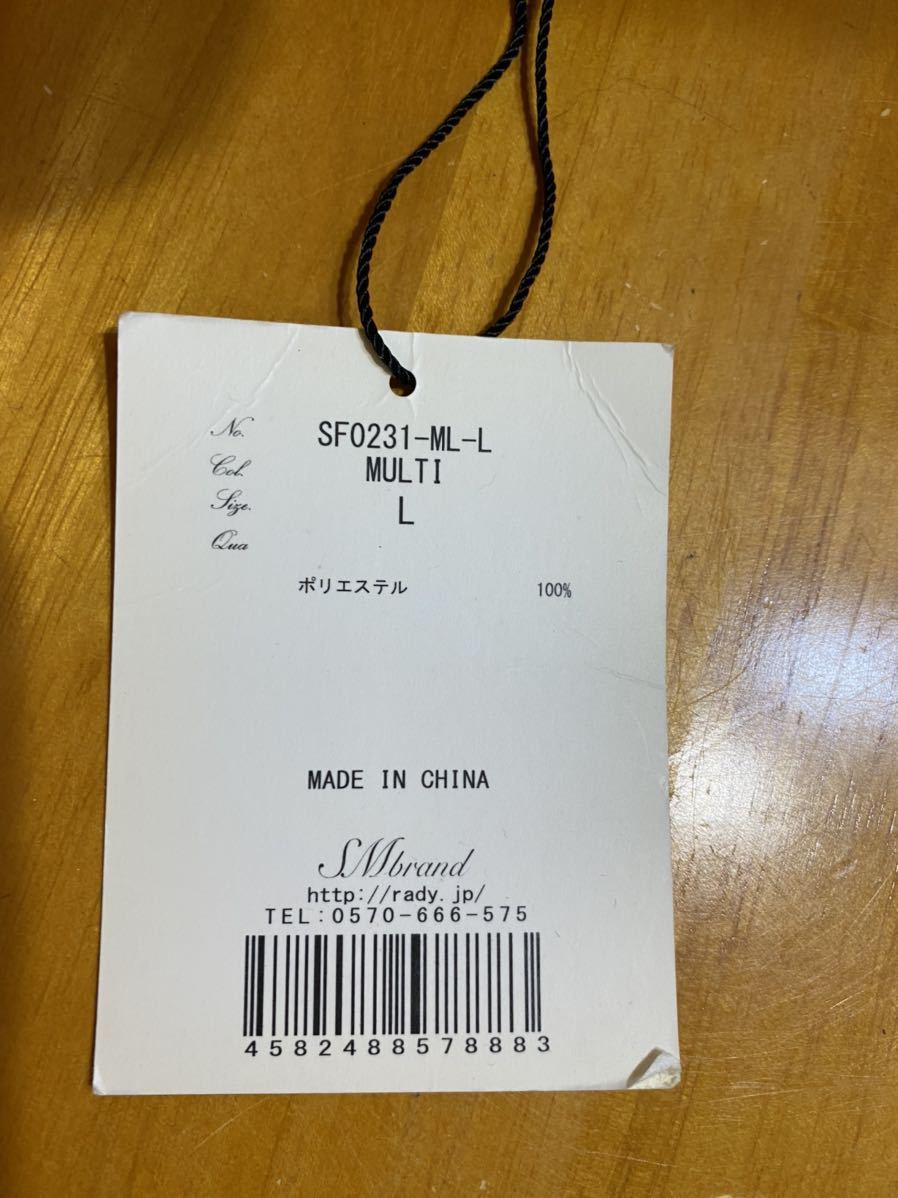 No. SF0231-ML-L
Col. MULTI
Size. L
Qua
ポリエステル 100%
MADE IN CHINA
SMbrand
http://rady.jp/
TEL:0570-666-575
4582488578883